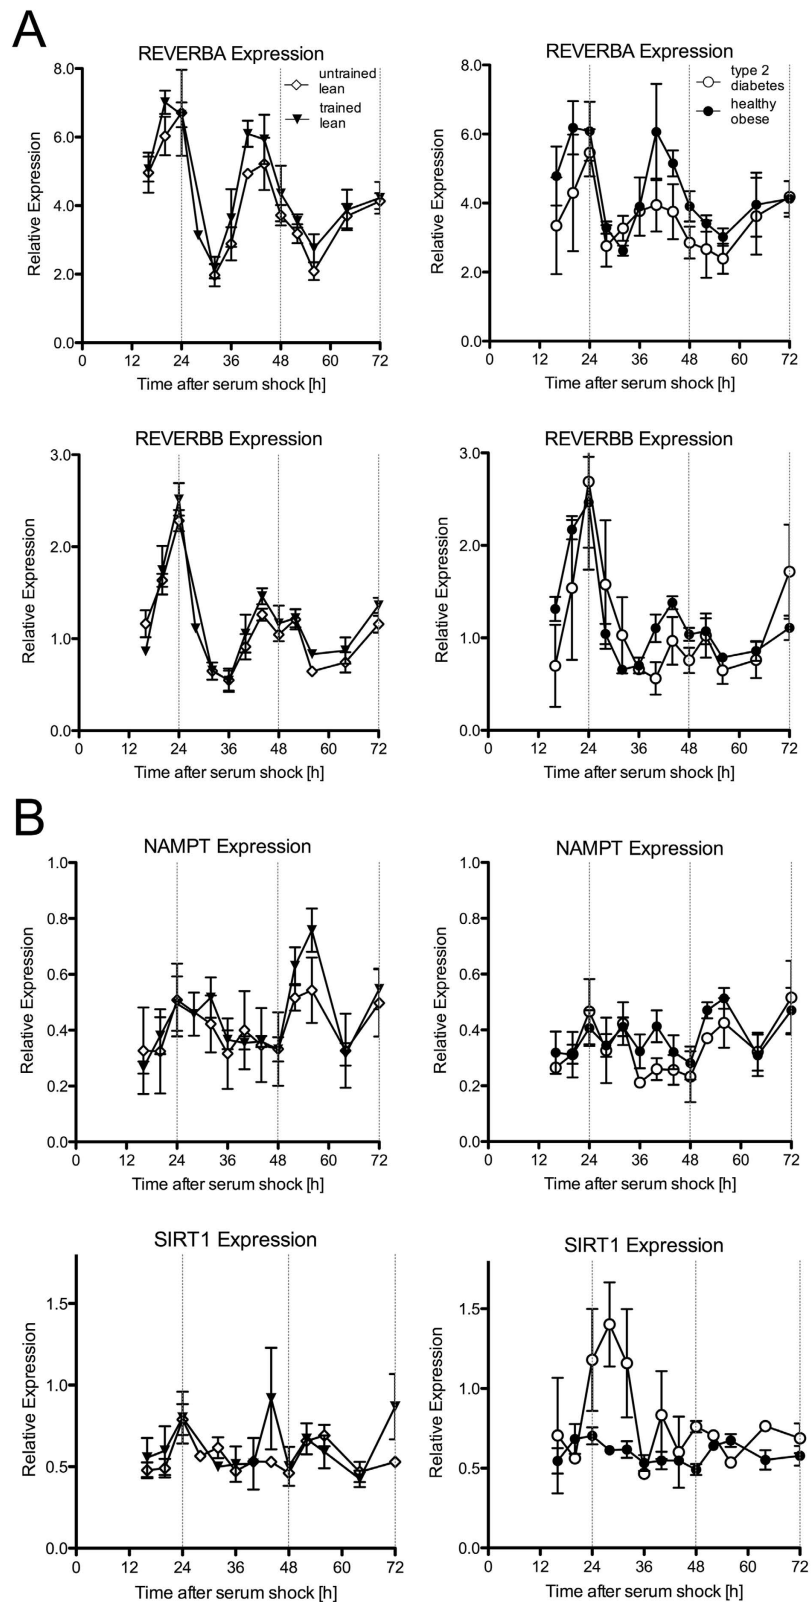 A
REVERBA Expression
untrained
lean
trained
lean
Relative Expression
8.0
6.0
4.0
2.0
0.0
0 12 24 36 48 60 72
Time after serum shock [h]
REVERBA Expression
type 2
diabetes
healthy
obese
Relative Expression
8.0
6.0
4.0
2.0
0.0
0 12 24 36 48 60 72
Time after serum shock [h]
REVERBB Expression
Relative Expression
3.0
2.0
1.0
0.0
0 12 24 36 48 60 72
Time after serum shock [h]
REVERBB Expression
Relative Expression
3.0
2.0
1.0
0.0
0 12 24 36 48 60 72
Time after serum shock [h]
B
NAMPT Expression
Relative Expression
1.0
0.8
0.6
0.4
0.2
0.0
0 12 24 36 48 60 72
Time after serum shock [h]
NAMPT Expression
Relative Expression
1.0
0.8
0.6
0.4
0.2
0.0
0 12 24 36 48 60 72
Time after serum shock [h]
SIRT1 Expression
Relative Expression
1.5
1.0
0.5
0.0
0 12 24 36 48 60 72
Time after serum shock [h]
SIRT1 Expression
Relative Expression
1.5
1.0
0.5
0.0
0 12 24 36 48 60 72
Time after serum shock [h]